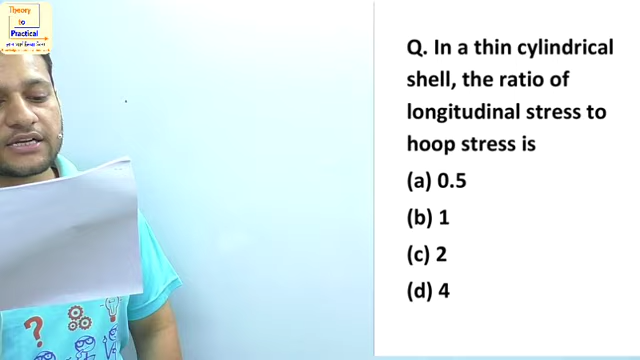 Theory
to
Practical
Q. In a thin cylindrical
shell, the ratio of
longitudinal stress to
hoop stress is
(a) 0.5
(b) 1
(c) 2
(d) 4
?